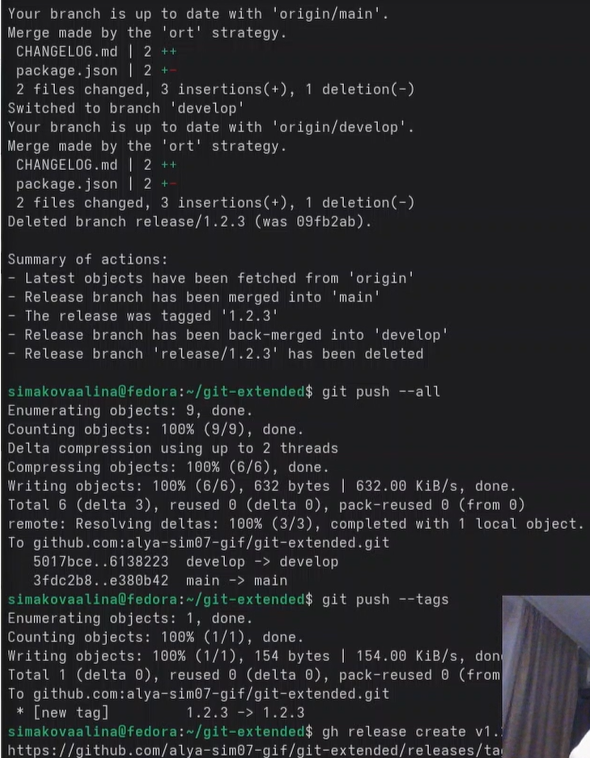 Your branch is up to date with 'origin/main'.
Merge made by the 'ort' strategy.
CHANGELOG.md | 2 ++
package.json | 2 +-
2 files changed, 3 insertions(+), 1 deletion(-)
Switched to branch 'develop'
Your branch is up to date with 'origin/develop'.
Merge made by the 'ort' strategy.
CHANGELOG.md | 2 ++
package.json | 2 +-
2 files changed, 3 insertions(+), 1 deletion(-)
Deleted branch release/1.2.3 (was 09fb2ab).
Summary of actions:
- Latest objects have been fetched from 'origin'
- Release branch has been merged into 'main'
- The release was tagged '1.2.3'
- Release branch has been back-merged into 'develop'
- Release branch 'release/1.2.3' has been deleted
simakovaalina@fedora:~/git-extended$ git push --all
Enumerating objects: 9, done.
Counting objects: 100% (9/9), done.
Delta compression using up to 2 threads
Compressing objects: 100% (6/6), done.
Writing objects: 100% (6/6), 632 bytes | 632.00 KiB/s, done.
Total 6 (delta 3), reused 0 (delta 0), pack-reused 0 (from 0)
remote: Resolving deltas: 100% (3/3), completed with 1 local object.
To github.com:alya-sim07-gif/git-extended.git
5017bce..6138223 develop -> develop
3fdc2b8..e380b42 main -> main
simakovaalina@fedora:~/git-extended$ git push --tags
Enumerating objects: 1, done.
Counting objects: 100% (1/1), done.
Writing objects: 100% (1/1), 154 bytes | 154.00 KiB/s, don
Total 1 (delta 0), reused 0 (delta 0), pack-reused 0 (from
To github.com:alya-sim07-gif/git-extended.git
* [new tag] 1.2.3 -> 1.2.3
simakovaalina@fedora:~/git-extended$ gh release create v1.
https://github.com/alya-sim07-gif/git-extended/releases/ta